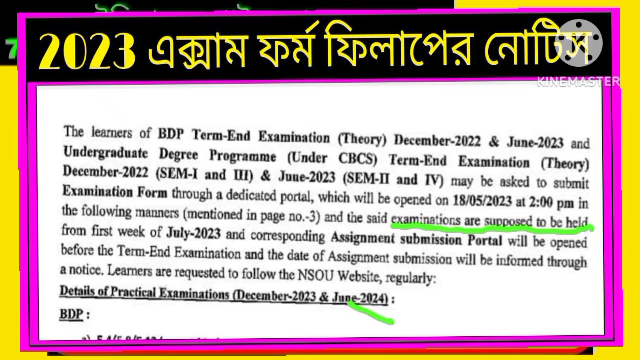 2023 এক্সাম ফর্ম ফিলাপের নোটিস
KINEMASTER
The learners of BDP Term-End Examination (Theory) December-2022 & June-2023 and
Undergraduate Degree Programme (Under CBCS) Term-End Examination (Theory)
December-2022 (SEM-I and III) & June-2023 (SEM-II and IV) may be asked to submit
Examination Form through a dedicated portal, which will be opened on 18/05/2023 at 2:00 pm in
the following manners (mentioned in page no.-3) and the said examinations are supposed to be held
from first week of July-2023 and corresponding Assignment submission Portal will be opened
before the Term-End Examination and the date of Assignment submission will be informed through
a notice. Learners are requested to follow the NSOU Website, regularly:
Details of Practical Examinations (December-2023 & June-2024) :
BDP :